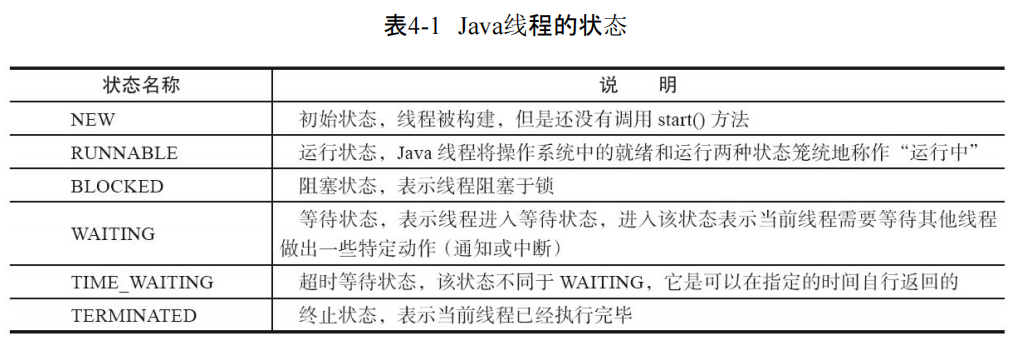 表4-1 Java线程的状态
状态名称 说 明
NEW 初始状态，线程被构建，但是还没有调用 start() 方法
RUNNABLE 运行状态，Java 线程将操作系统中的就绪和运行两种状态笼统地称作“运行中”
BLOCKED 阻塞状态，表示线程阻塞于锁
WAITING 等待状态，表示线程进入等待状态，进入该状态表示当前线程需要等待其他线程
做出一些特定动作（通知或中断）
TIME_WAITING 超时等待状态，该状态不同于 WAITING，它是可以在指定的时间自行返回的
TERMINATED 终止状态，表示当前线程已经执行完毕